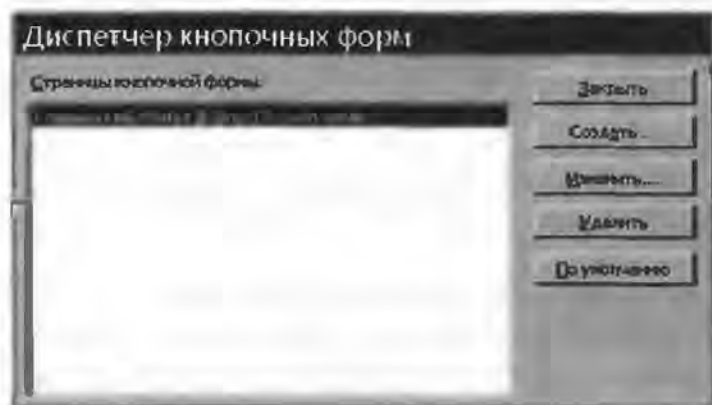 Диспетчер кнопочных форм
Страницы кнопочной формы:
Закрыть
Создать...
Изменить...
Удалить
По умолчанию